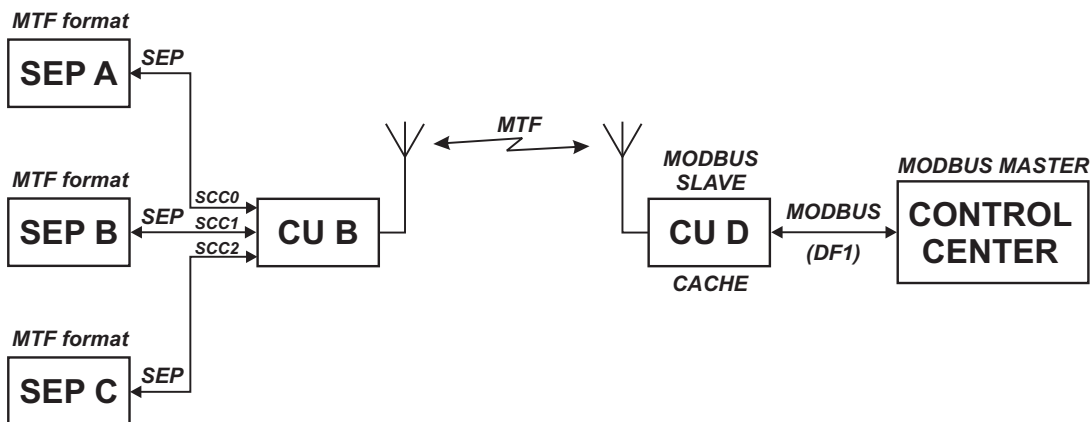 MTF format
SEP A
SEP
MTF format
SEP B
SEP
MTF format
SEP C
SEP
SCC0
SCC1
SCC2
CU B
MTF
MODBUS
SLAVE
CU D
CACHE
MODBUS
(DF1)
MODBUS MASTER
CONTROL
CENTER